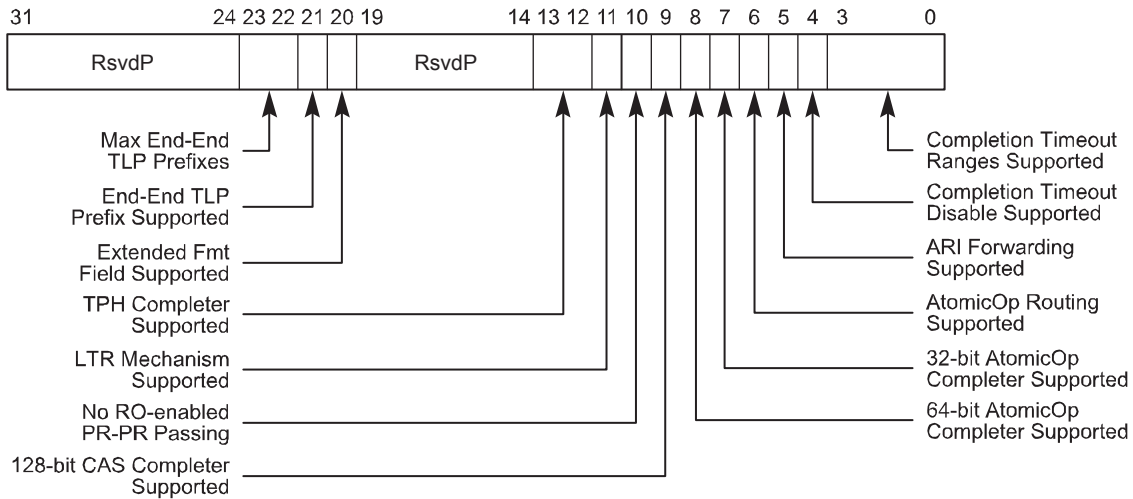 31 24 23 22 21 20 19 14 13 12 11 10 9 8 7 6 5 4 3 0
RsvdP RsvdP
Max End-End
TLP Prefixes
End-End TLP
Prefix Supported
Extended Fmt
Field Supported
TPH Completer
Supported
LTR Mechanism
Supported
No RO-enabled
PR-PR Passing
128-bit CAS Completer
Supported
Completion Timeout
Ranges Supported
Completion Timeout
Disable Supported
ARI Forwarding
Supported
AtomicOp Routing
Supported
32-bit AtomicOp
Completer Supported
64-bit AtomicOp
Completer Supported